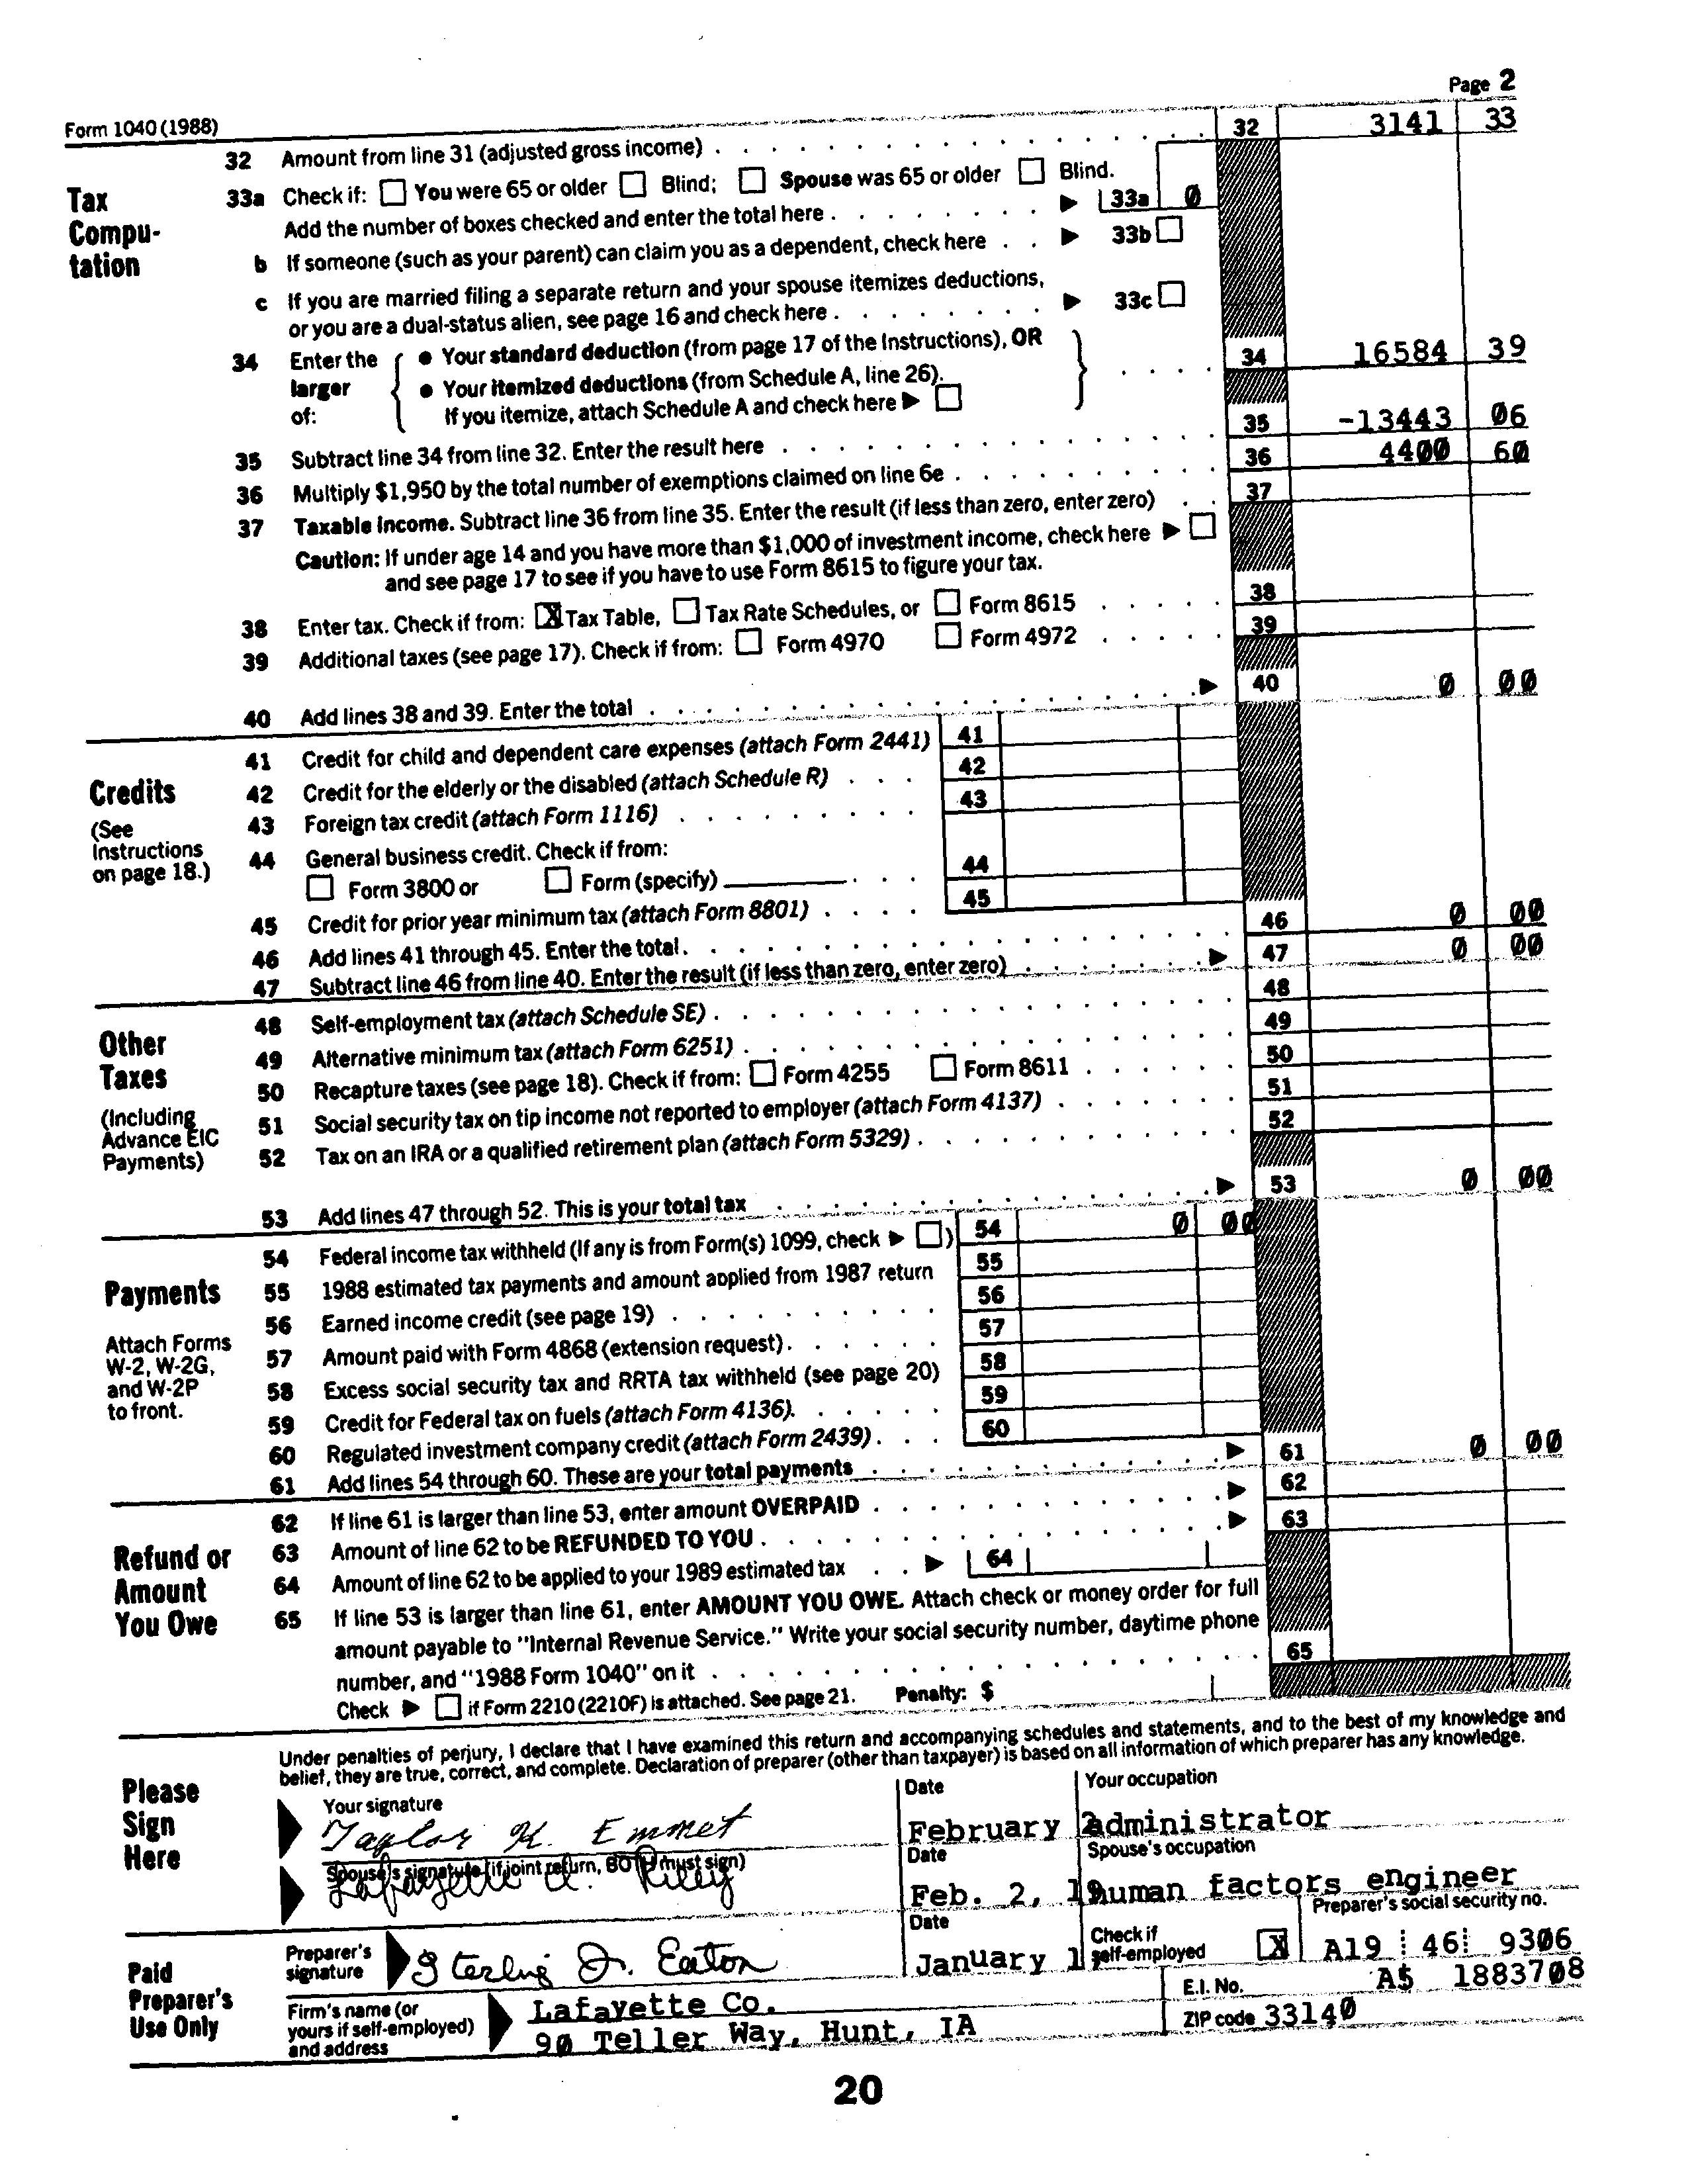 Page 2
Form 1040 (1988)
32 Amount from line 31 (adjusted gross income) 32 3141 33
Tax Compu-tation
33a Check if: You were 65 or older Blind; Spouse was 65 or older Blind.
Add the number of boxes checked and enter the total here 33a 0
b If someone (such as your parent) can claim you as a dependent, check here 33b
c If you are married filing a separate return and your spouse itemizes deductions,
or you are a dual-status alien, see page 16 and check here 33c
34 Enter the larger of: { ● Your standard deduction (from page 17 of the Instructions), OR
● Your itemized deductions (from Schedule A, line 26).
If you itemize, attach Schedule A and check here } 34 16584 39
35 Subtract line 34 from line 32. Enter the result here 35 -13443 06
36 Multiply $1,950 by the total number of exemptions claimed on line 6e 36 4400 60
37 Taxable income. Subtract line 36 from line 35. Enter the result (if less than zero, enter zero) 37
Caution: If under age 14 and you have more than $1,000 of investment income, check here
and see page 17 to see if you have to use Form 8615 to figure your tax.
38 Enter tax. Check if from: X Tax Table, Tax Rate Schedules, or Form 8615 38
39 Additional taxes (see page 17). Check if from: Form 4970 Form 4972 39
40 Add lines 38 and 39. Enter the total 40 0 00
Credits
(See Instructions on page 18.)
41 Credit for child and dependent care expenses (attach Form 2441) 41
42 Credit for the elderly or the disabled (attach Schedule R) 42
43 Foreign tax credit (attach Form 1116) 43
44 General business credit. Check if from:
Form 3800 or Form (specify) 44
45 Credit for prior year minimum tax (attach Form 8801) 45
46 Add lines 41 through 45. Enter the total 46 0 00
47 Subtract line 46 from line 40. Enter the result (if less than zero, enter zero) 47 0 00
Other Taxes
(Including Advance EIC Payments)
48 Self-employment tax (attach Schedule SE) 48
49 Alternative minimum tax (attach Form 6251) 49
50 Recapture taxes (see page 18). Check if from: Form 4255 Form 8611 50
51 Social security tax on tip income not reported to employer (attach Form 4137) 51
52 Tax on an IRA or a qualified retirement plan (attach Form 5329) 52
53 Add lines 47 through 52. This is your total tax 53 0 00
Payments
Attach Forms W-2, W-2G, and W-2P to front.
54 Federal income tax withheld (If any is from Form(s) 1099, check ) 54 0 00
55 1988 estimated tax payments and amount applied from 1987 return 55
56 Earned income credit (see page 19) 56
57 Amount paid with Form 4868 (extension request) 57
58 Excess social security tax and RRTA tax withheld (see page 20) 58
59 Credit for Federal tax on fuels (attach Form 4136) 59
60 Regulated investment company credit (attach Form 2439) 60
61 Add lines 54 through 60. These are your total payments 61 0 00
Refund or Amount You Owe
62 If line 61 is larger than line 53, enter amount OVERPAID 62
63 Amount of line 62 to be REFUNDED TO YOU 63
64 Amount of line 62 to be applied to your 1989 estimated tax 64
65 If line 53 is larger than line 61, enter AMOUNT YOU OWE. Attach check or money order for full
amount payable to "Internal Revenue Service." Write your social security number, daytime phone
number, and "1988 Form 1040" on it 65
Check if Form 2210 (2210F) is attached. See page 21. Penalty: $
Please Sign Here
Under penalties of perjury, I declare that I have examined this return and accompanying schedules and statements, and to the best of my knowledge and
belief, they are true, correct, and complete. Declaration of preparer (other than taxpayer) is based on all information of which preparer has any knowledge.
Your signature Date Your occupation
Taylor H. Emmet February 2 administrator
Spouse's signature (if joint return, BOTH must sign) Date Spouse's occupation
Lafayette A. Riley Feb. 2, 19 human factors engineer
Paid Preparer's Use Only
Preparer's signature Date Check if self-employed Preparer's social security no.
Sterling J. Eaton January 1 X A19 46 9306
Firm's name (or yours if self-employed) and address
Lafayette Co. E.I. No. A$ 1883708
90 Teller Way, Hunt, IA ZIP code 33140
20